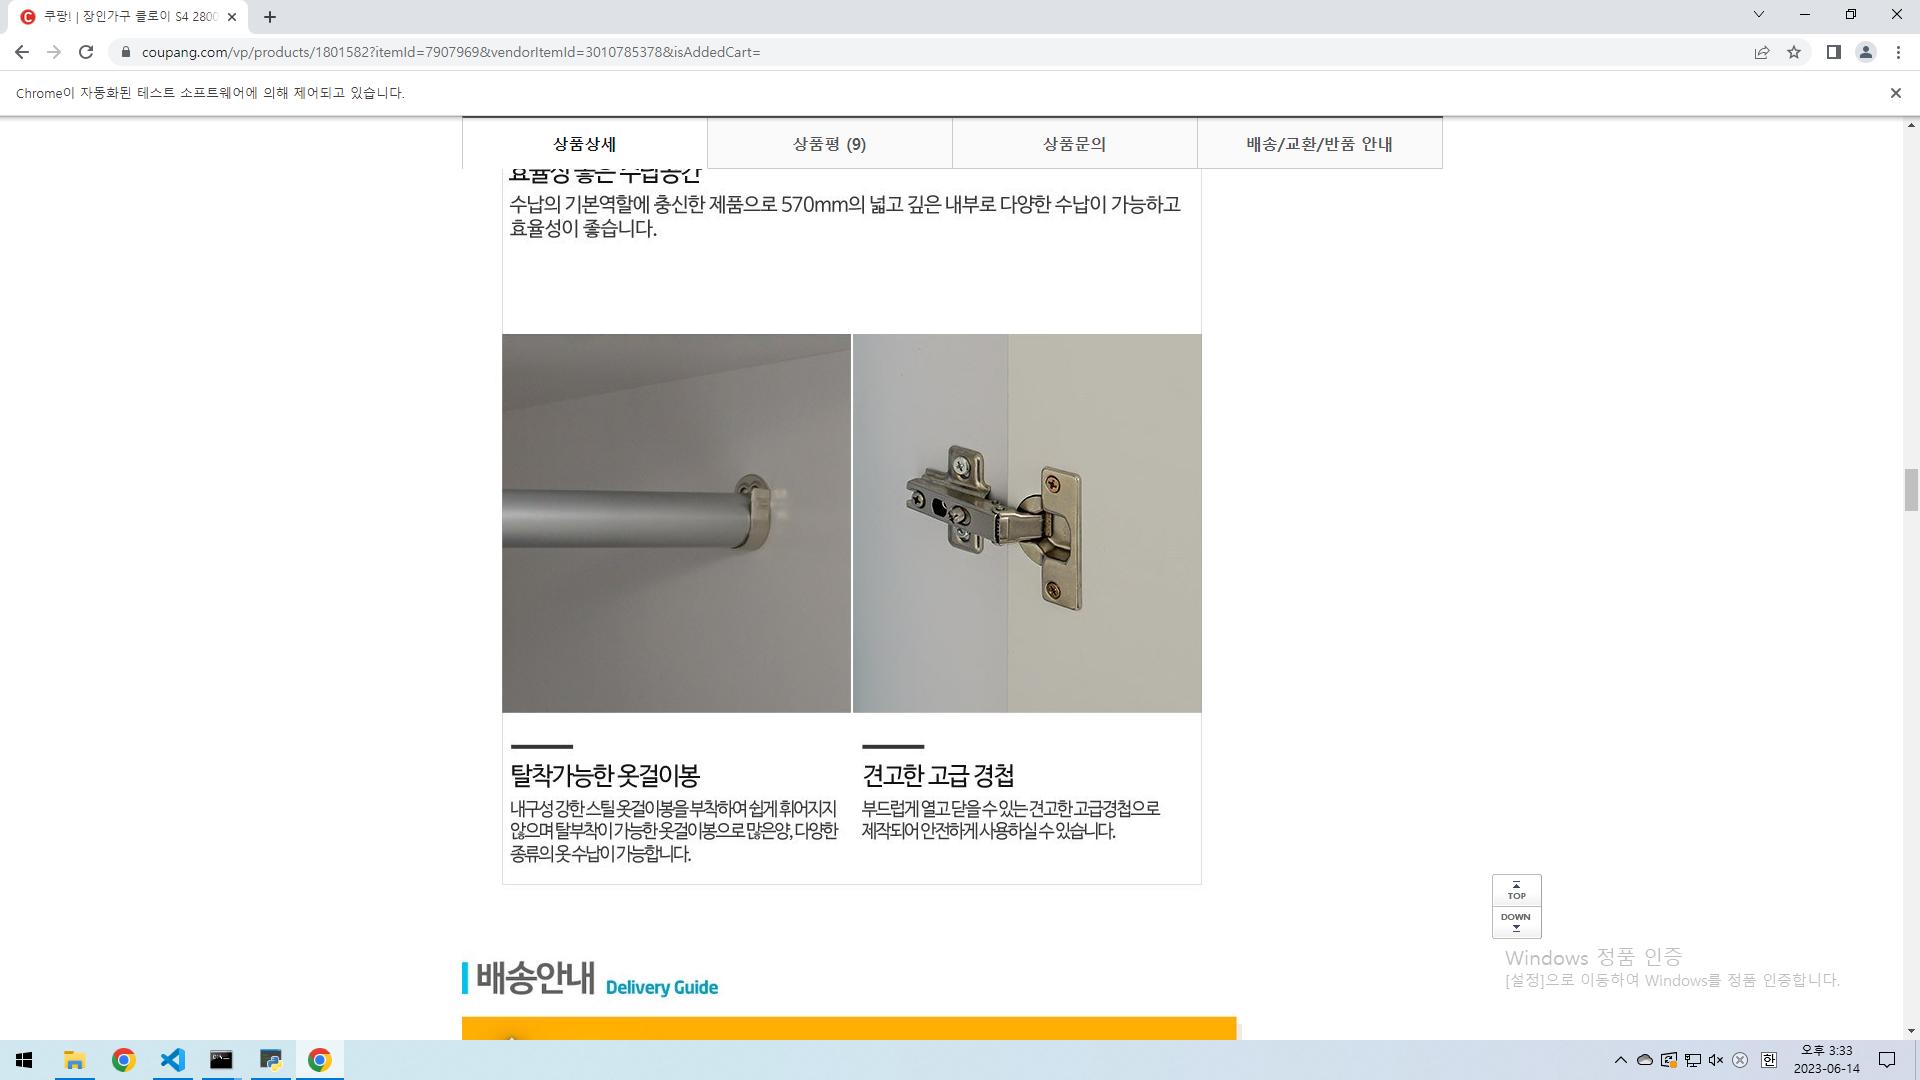 쿠팡! | 장인가구 클로이 S4 2800
coupang.com/vp/products/1801582?itemId=7907969&vendorItemId=3010785378&isAddedCart=
Chrome이 자동화된 테스트 소프트웨어에 의해 제어되고 있습니다.
상품상세
상품평 (9)
상품문의
배송/교환/반품 안내
효율성 좋은 수납공간
수납의 기본역할에 충신한 제품으로 570mm의 넓고 깊은 내부로 다양한 수납이 가능하고
효율성이 좋습니다.
탈착가능한 옷걸이봉
내구성 강한 스틸 옷걸이봉을 부착하여 쉽게 휘어지지
않으며 탈부착이 가능한 옷걸이봉으로 많은양, 다양한
종류의 옷 수납이 가능합니다.
견고한 고급 경첩
부드럽게 열고 닫을 수 있는 견고한 고급경첩으로
제작되어 안전하게 사용하실 수 있습니다.
TOP
DOWN
Windows 정품 인증
[설정]으로 이동하여 Windows를 정품 인증합니다.
배송안내 Delivery Guide
한
오후 3:33
2023-06-14